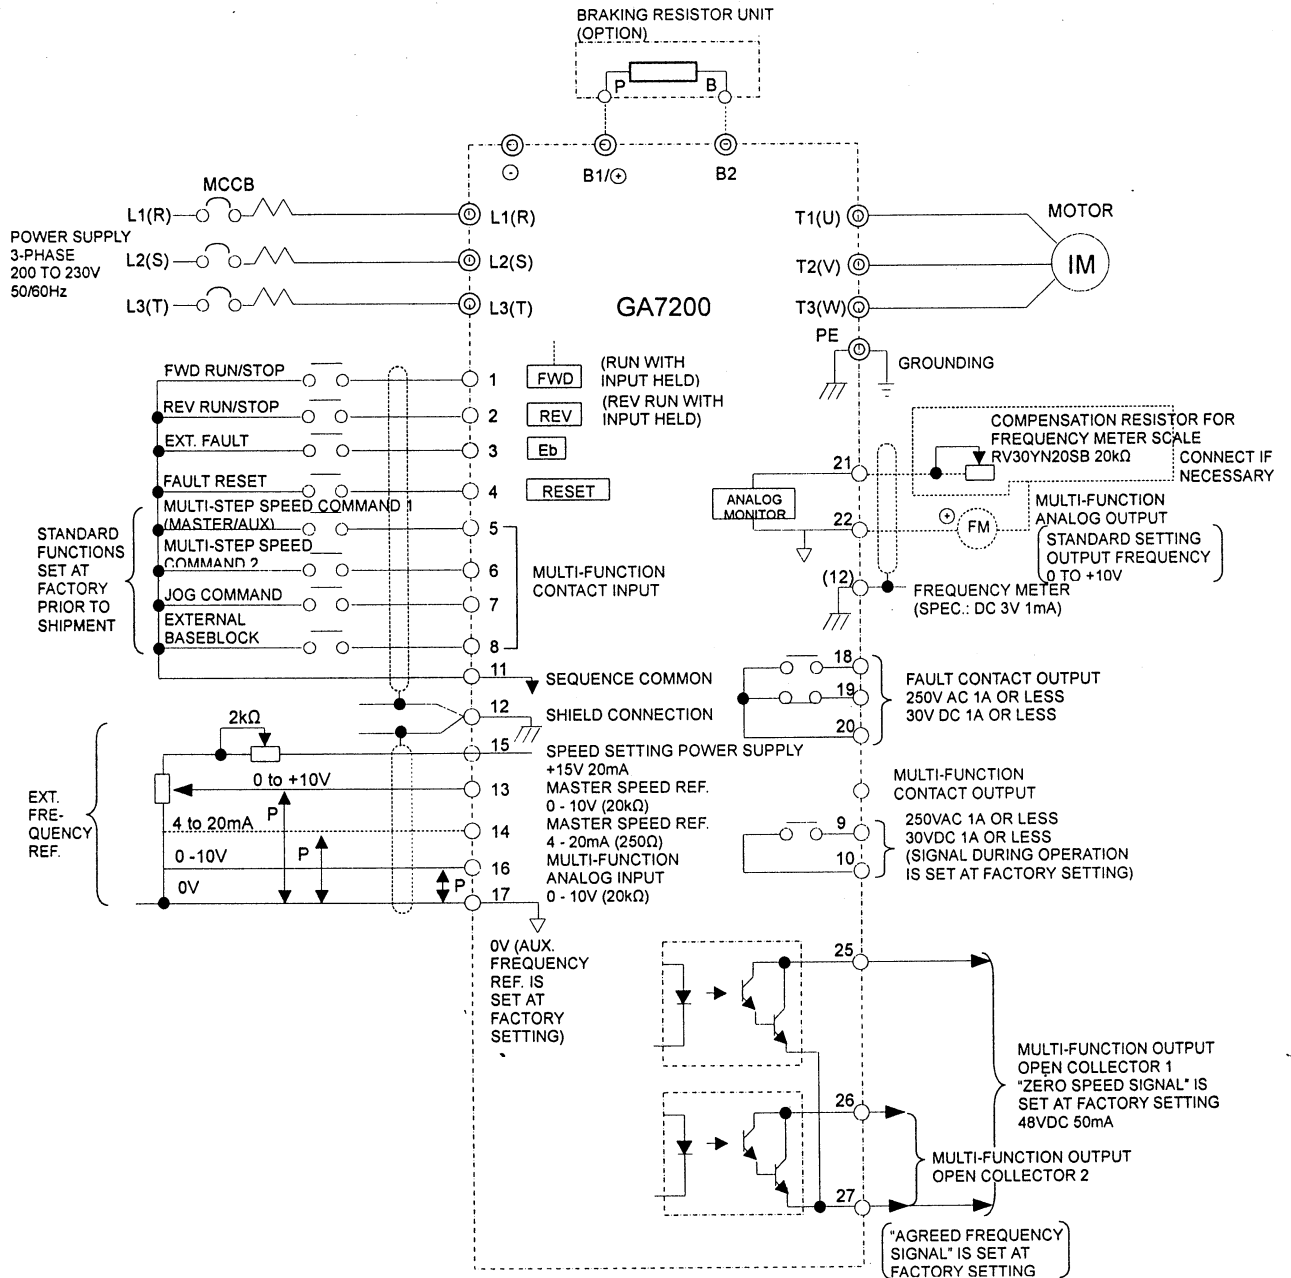 BRAKING RESISTOR UNIT
(OPTION)
P
B
⊖
B1/⊕
B2
MCCB
L1(R)
L1(R)
T1(U)
MOTOR
POWER SUPPLY
3-PHASE
200 TO 230V
50/60Hz
L2(S)
L2(S)
T2(V)
IM
L3(T)
L3(T)
GA7200
T3(W)
PE
GROUNDING
FWD RUN/STOP
1
FWD
(RUN WITH
INPUT HELD)
REV RUN/STOP
2
REV
(REV RUN WITH
INPUT HELD)
EXT. FAULT
3
Eb
FAULT RESET
4
RESET
MULTI-STEP SPEED COMMAND 1
(MASTER/AUX)
5
MULTI-STEP SPEED
COMMAND 2
6
JOG COMMAND
7
EXTERNAL
BASEBLOCK
8
STANDARD
FUNCTIONS
SET AT
FACTORY
PRIOR TO
SHIPMENT
MULTI-FUNCTION
CONTACT INPUT
11
SEQUENCE COMMON
12
SHIELD CONNECTION
COMPENSATION RESISTOR FOR
FREQUENCY METER SCALE
RV30YN20SB 20kΩ
CONNECT IF
NECESSARY
21
ANALOG
MONITOR
22
⊕
FM
MULTI-FUNCTION
ANALOG OUTPUT
STANDARD SETTING
OUTPUT FREQUENCY
0 TO +10V
(12)
FREQUENCY METER
(SPEC.: DC 3V 1mA)
18
19
20
FAULT CONTACT OUTPUT
250V AC 1A OR LESS
30V DC 1A OR LESS
2kΩ
15
SPEED SETTING POWER SUPPLY
+15V 20mA
0 to +10V
13
MASTER SPEED REF.
0 - 10V (20kΩ)
P
4 to 20mA
14
MASTER SPEED REF.
4 - 20mA (250Ω)
P
0 -10V
16
MULTI-FUNCTION
ANALOG INPUT
0 - 10V (20kΩ)
P
0V
17
EXT.
FRE-
QUENCY
REF.
0V (AUX.
FREQUENCY
REF. IS
SET AT
FACTORY
SETTING)
MULTI-FUNCTION
CONTACT OUTPUT
9
10
250VAC 1A OR LESS
30VDC 1A OR LESS
(SIGNAL DURING OPERATION
IS SET AT FACTORY SETTING)
25
MULTI-FUNCTION OUTPUT
OPEN COLLECTOR 1
"ZERO SPEED SIGNAL" IS
SET AT FACTORY SETTING
48VDC 50mA
26
MULTI-FUNCTION OUTPUT
OPEN COLLECTOR 2
27
"AGREED FREQUENCY
SIGNAL" IS SET AT
FACTORY SETTING